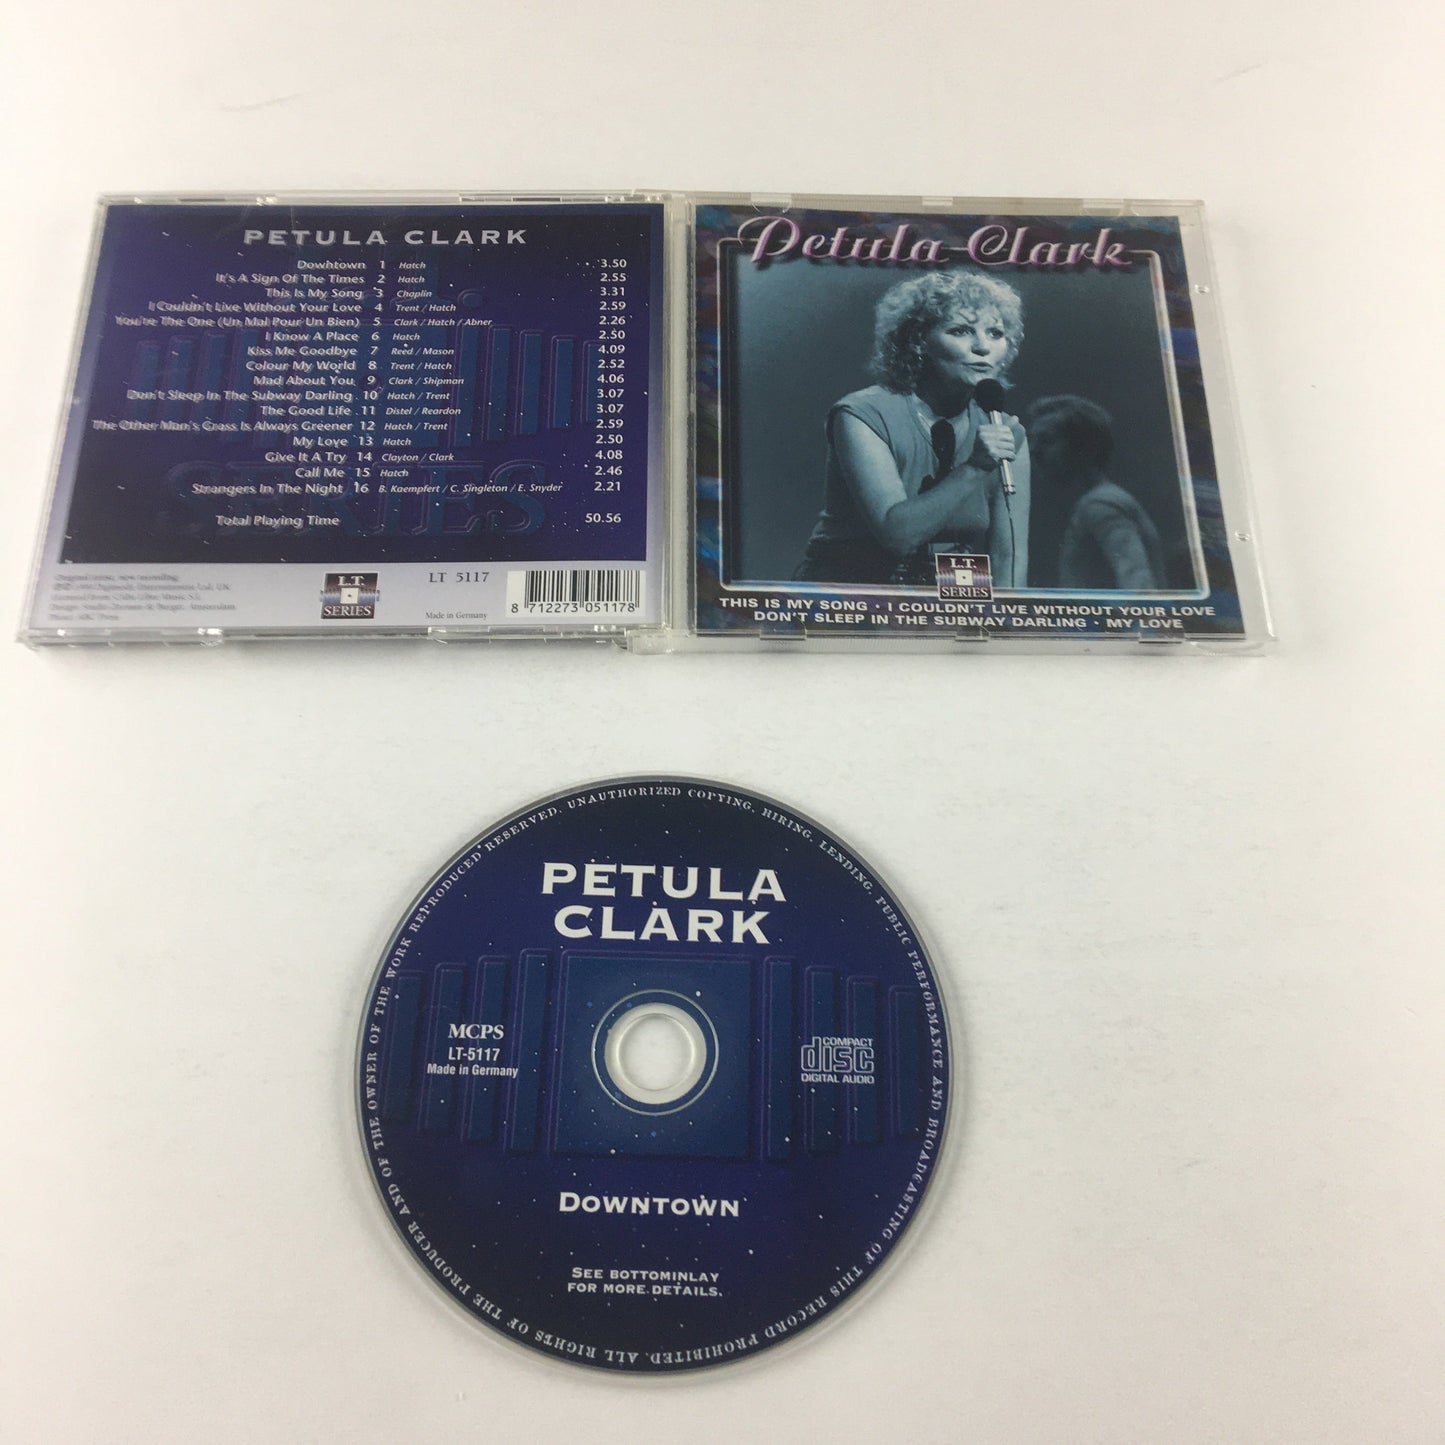 PETULA CLARK
Dowhtown 1 Hatch 3.50
It's A Sign Of The Times 2 Hatch 2.55
This Is My Song 3 Chaplin 3.31
I Couldn't Live Without Your Love 4 Trent / Hatch 2.59
You're The One (Un Mal Pour Un Bien) 5 Clark / Hatch / Abner 2.26
I Know A Place 6 Hatch 2.50
Kiss Me Goodbye 7 Reed / Mason 4.09
Colour My World 8 Trent / Hatch 2.52
Mad About You 9 Clark / Shipman 4.06
Don't Sleep In The Subway Darling 10 Hatch / Trent 3.07
The Good Life 11 Distel / Reardon 3.07
The Other Man's Grass Is Always Greener 12 Hatch / Trent 2.59
My Love 13 Hatch 2.50
Give It A Try 14 Clayton / Clark 4.08
Call Me 15 Hatch 2.46
Strangers In The Night 16 B. Kaempfert / C. Singleton / E. Snyder 2.21
Total Playing Time 50.56
SERIES
Original artist, new recording
L.T.
SERIES
LT 5117
Made in Germany
8 712273 051178
Petula Clark
L.T.
SERIES
THIS IS MY SONG · I COULDN'T LIVE WITHOUT YOUR LOVE
DON'T SLEEP IN THE SUBWAY DARLING · MY LOVE
ALL RIGHTS OF THE PRODUCER AND OF THE OWNER OF THE WORK REPRODUCED RESERVED. UNAUTHORIZED COPYING, HIRING, LENDING, PUBLIC PERFORMANCE AND BROADCASTING OF THIS RECORD PROHIBITED.
PETULA
CLARK
MCPS
LT-5117
Made in Germany
COMPACT
disc
DIGITAL AUDIO
DOWNTOWN
SEE BOTTOMINLAY
FOR MORE DETAILS.